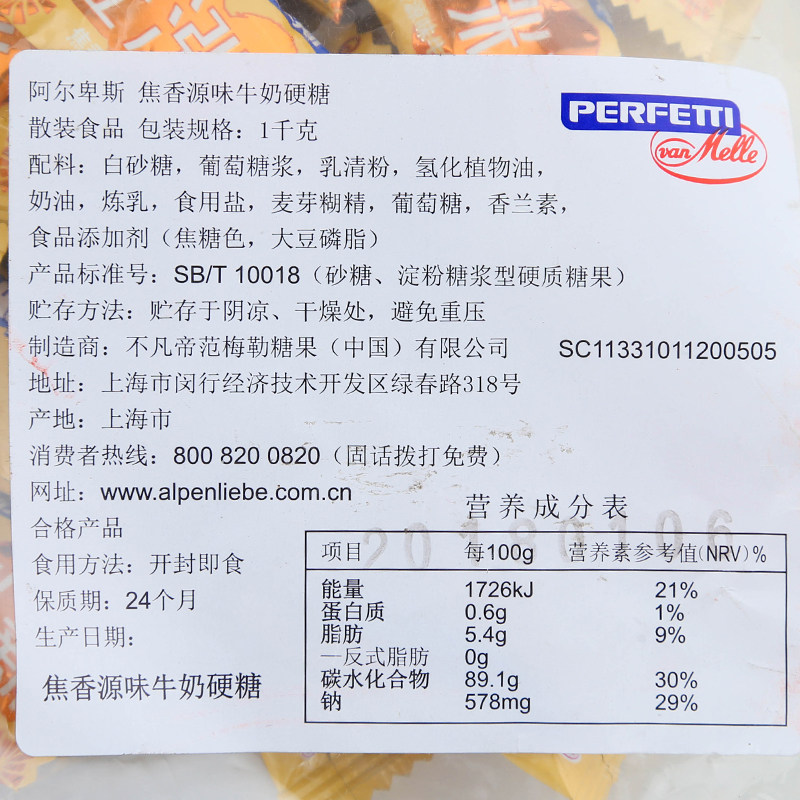 阿尔卑斯 焦香源味牛奶硬糖
散装食品 包装规格：1千克
PERFETTI
van Melle
配料：白砂糖，葡萄糖浆，乳清粉，氢化植物油，
奶油，炼乳，食用盐，麦芽糊精，葡萄糖，香兰素，
食品添加剂（焦糖色，大豆磷脂）
产品标准号：SB/T 10018（砂糖、淀粉糖浆型硬质糖果）
贮存方法：贮存于阴凉、干燥处，避免重压
制造商：不凡帝范梅勒糖果（中国）有限公司 SC11331011200505
地址：上海市闵行经济技术开发区绿春路318号
产地：上海市
消费者热线：800 820 0820（固话拨打免费）
网址：www.alpenliebe.com.cn
合格产品
食用方法：开封即食
保质期：24个月
生产日期：
焦香源味牛奶硬糖
营养成分表
20180106
项目 每100g 营养素参考值(NRV)%
能量 1726kJ 21%
蛋白质 0.6g 1%
脂肪 5.4g 9%
—反式脂肪 0g
碳水化合物 89.1g 30%
钠 578mg 29%